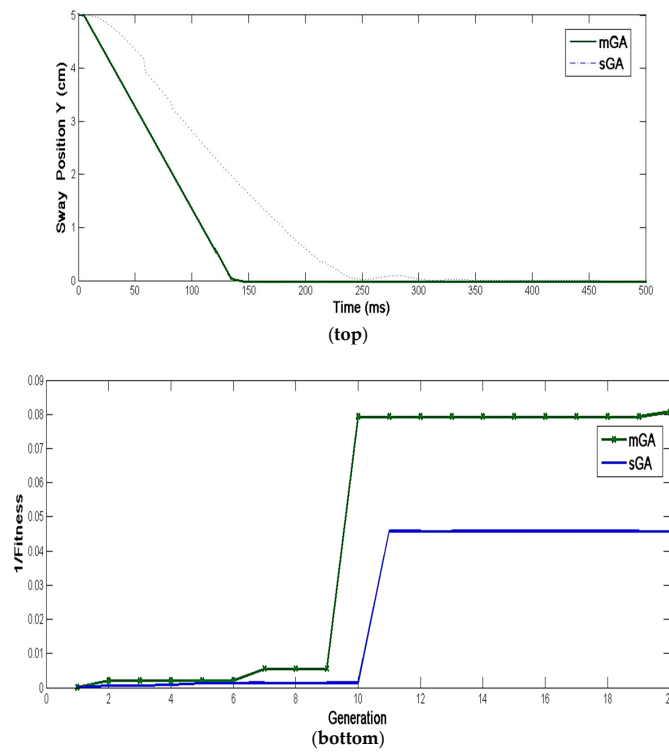 5
4
3
2
1
0
Sway Position Y (cm)
mGA
sGA
0 50 100 150 200 250 300 350 400 450 500
Time (ms)
(top)
0.09
0.08
0.07
0.06
0.05
0.04
0.03
0.02
0.01
0
1/Fitness
mGA
sGA
0 2 4 6 8 10 12 14 16 18 20
Generation
(bottom)